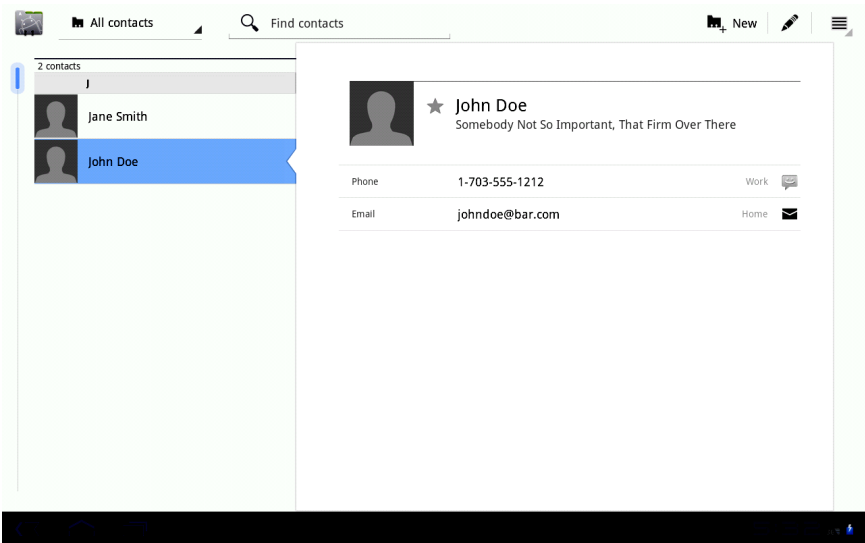 All contacts
Find contacts
New
2 contacts
J
Jane Smith
John Doe
John Doe
Somebody Not So Important, That Firm Over There
Phone 1-703-555-1212 Work
Email johndoe@bar.com Home